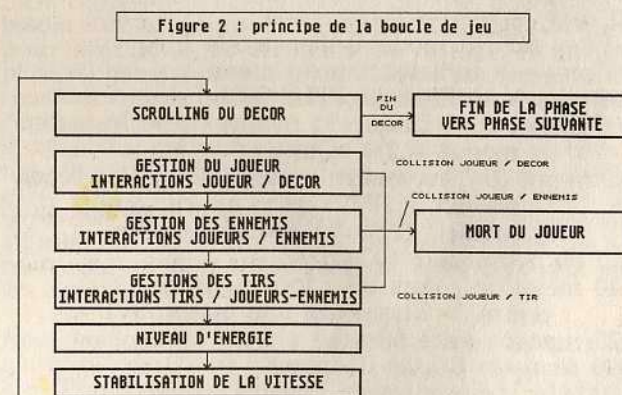 Figure 2 : principe de la boucle de jeu
SCROLLING DU DECOR
FIN
DU
DECOR
FIN DE LA PHASE
VERS PHASE SUIVANTE
GESTION DU JOUEUR
INTERACTIONS JOUEUR / DECOR
COLLISION JOUEUR / DECOR
GESTION DES ENNEMIS
INTERACTIONS JOUEURS / ENNEMIS
COLLISION JOUEUR / ENNEMIS
MORT DU JOUEUR
GESTIONS DES TIRS
INTERACTIONS TIRS / JOUEURS-ENNEMIS
COLLISION JOUEUR / TIR
NIVEAU D'ENERGIE
STABILISATION DE LA VITESSE